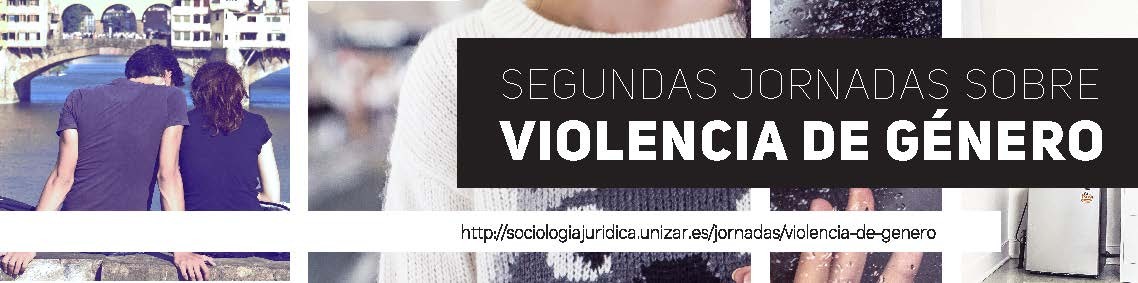 SEGUNDAS JORNADAS SOBRE
VIOLENCIA DE GÉNERO
http://sociologiajuridica.unizar.es/jornadas/violencia-de-genero